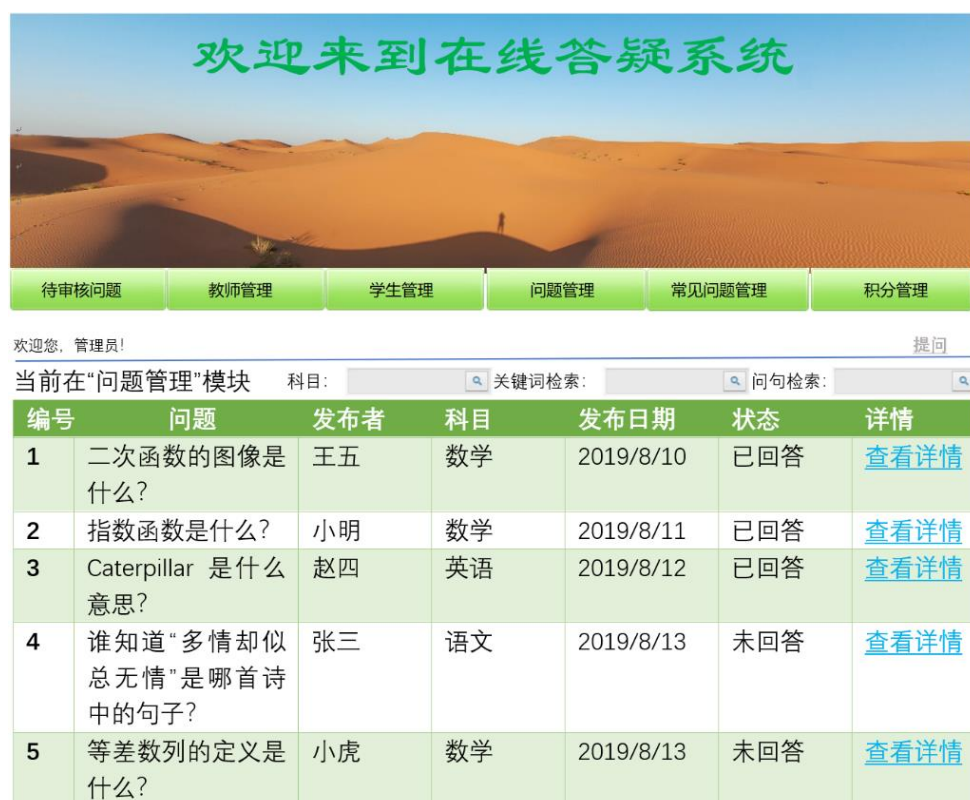 欢迎来到在线答疑系统
待审核问题 教师管理 学生管理 问题管理 常见问题管理 积分管理
欢迎您，管理员！ 提问
当前在“问题管理”模块 科目： 关键词检索： 问句检索：
编号 问题 发布者 科目 发布日期 状态 详情
1 二次函数的图像是 王五 数学 2019/8/10 已回答 查看详情
什么？
2 指数函数是什么？ 小明 数学 2019/8/11 已回答 查看详情
3 Caterpillar 是什么 赵四 英语 2019/8/12 已回答 查看详情
意思？
4 谁知道“多情却似 张三 语文 2019/8/13 未回答 查看详情
总无情”是哪首诗
中的句子？
5 等差数列的定义是 小虎 数学 2019/8/13 未回答 查看详情
什么？